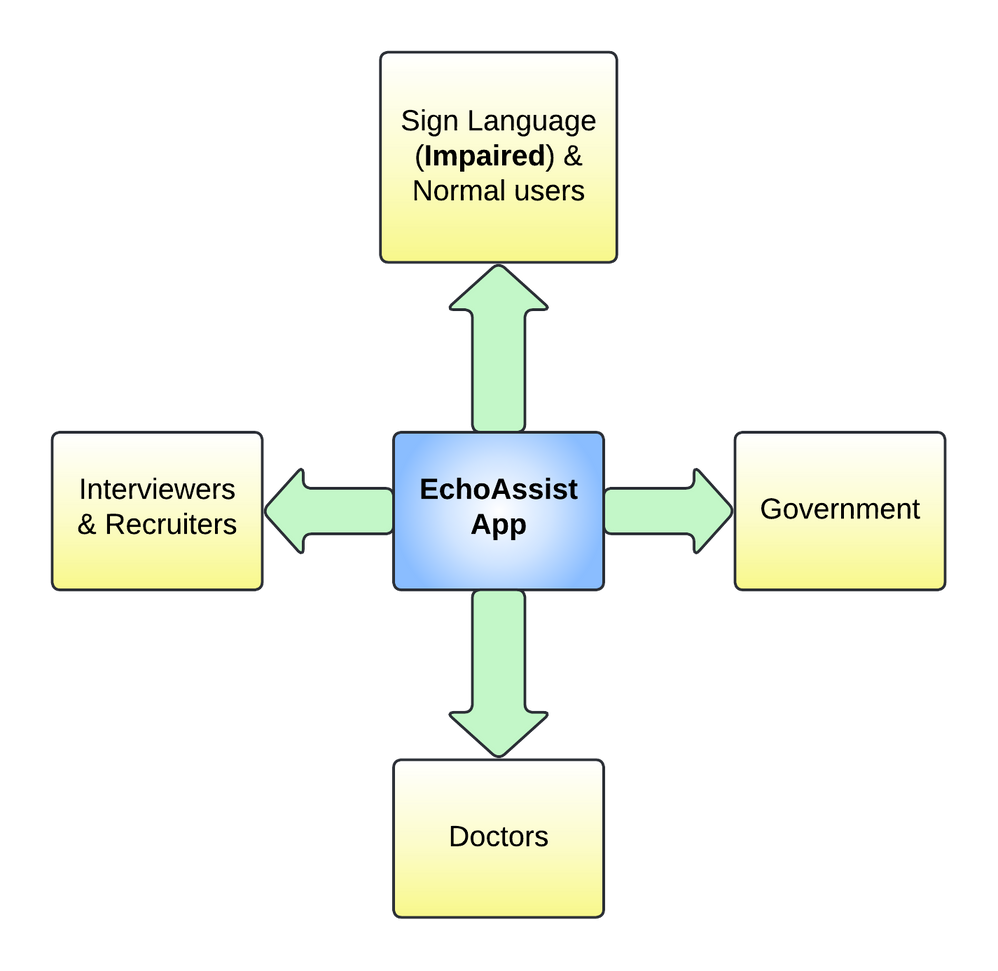 Sign Language
(Impaired) &
Normal users
Interviewers
& Recruiters
EchoAssist
App
Government
Doctors